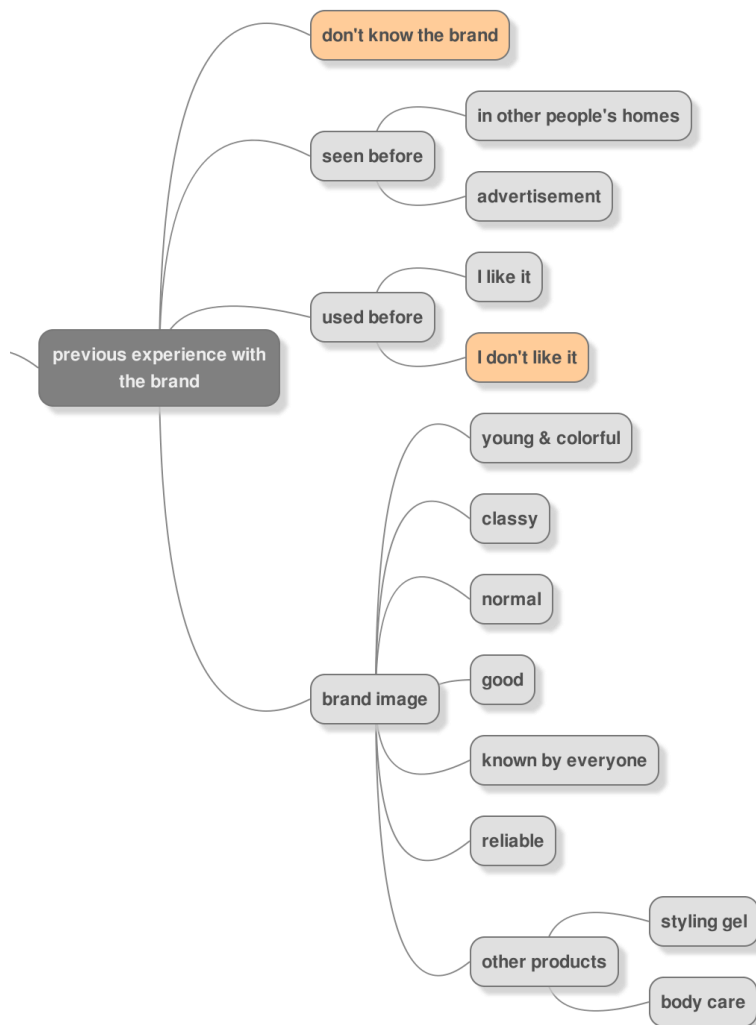 don't know the brand
in other people's homes
seen before
advertisement
I like it
used before
I don't like it
previous experience with
the brand
young & colorful
classy
normal
good
brand image
known by everyone
reliable
styling gel
other products
body care